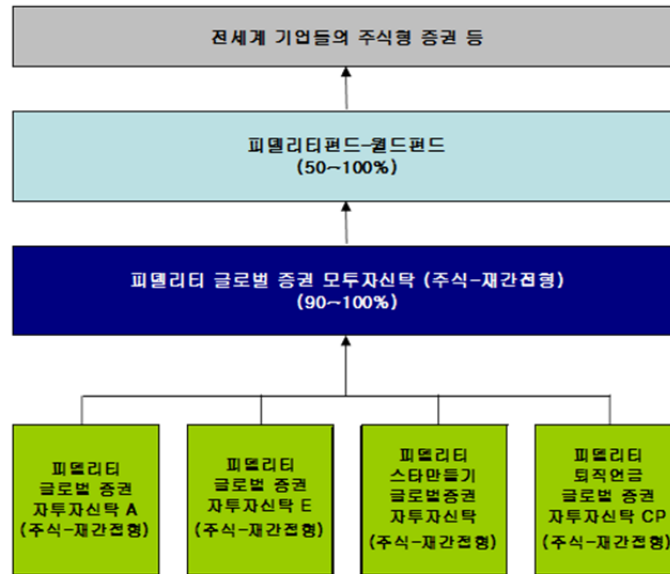 전세계 기업들의 주식형 증권 등
피델리티펀드-월드펀드
(50~100%)
피델리티 글로벌 증권 모투자신탁 (주식-재간접형)
(90~100%)
피델리티
글로벌 증권
자투자신탁 A
(주식-재간접형)
피델리티
글로벌 증권
자투자신탁 E
(주식-재간접형)
피델리티
스타만들기
글로벌증권
자투자신탁
(주식-재간접형)
피델리티
퇴직연금
글로벌 증권
자투자신탁 CP
(주식-재간접형)